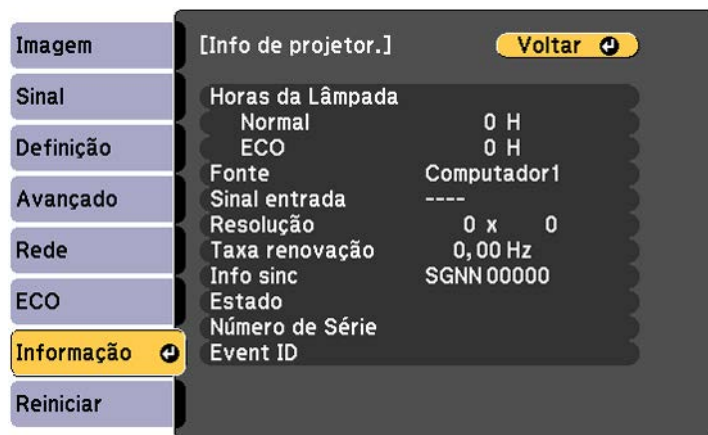 Imagem
Sinal
Definição
Avançado
Rede
ECO
Informação
Reiniciar
[Info de projetor.] Voltar
Horas da Lâmpada
Normal 0 H
ECO 0 H
Fonte Computador1
Sinal entrada ----
Resolução 0 x 0
Taxa renovação 0,00 Hz
Info sinc SGNN00000
Estado
Número de Série
Event ID